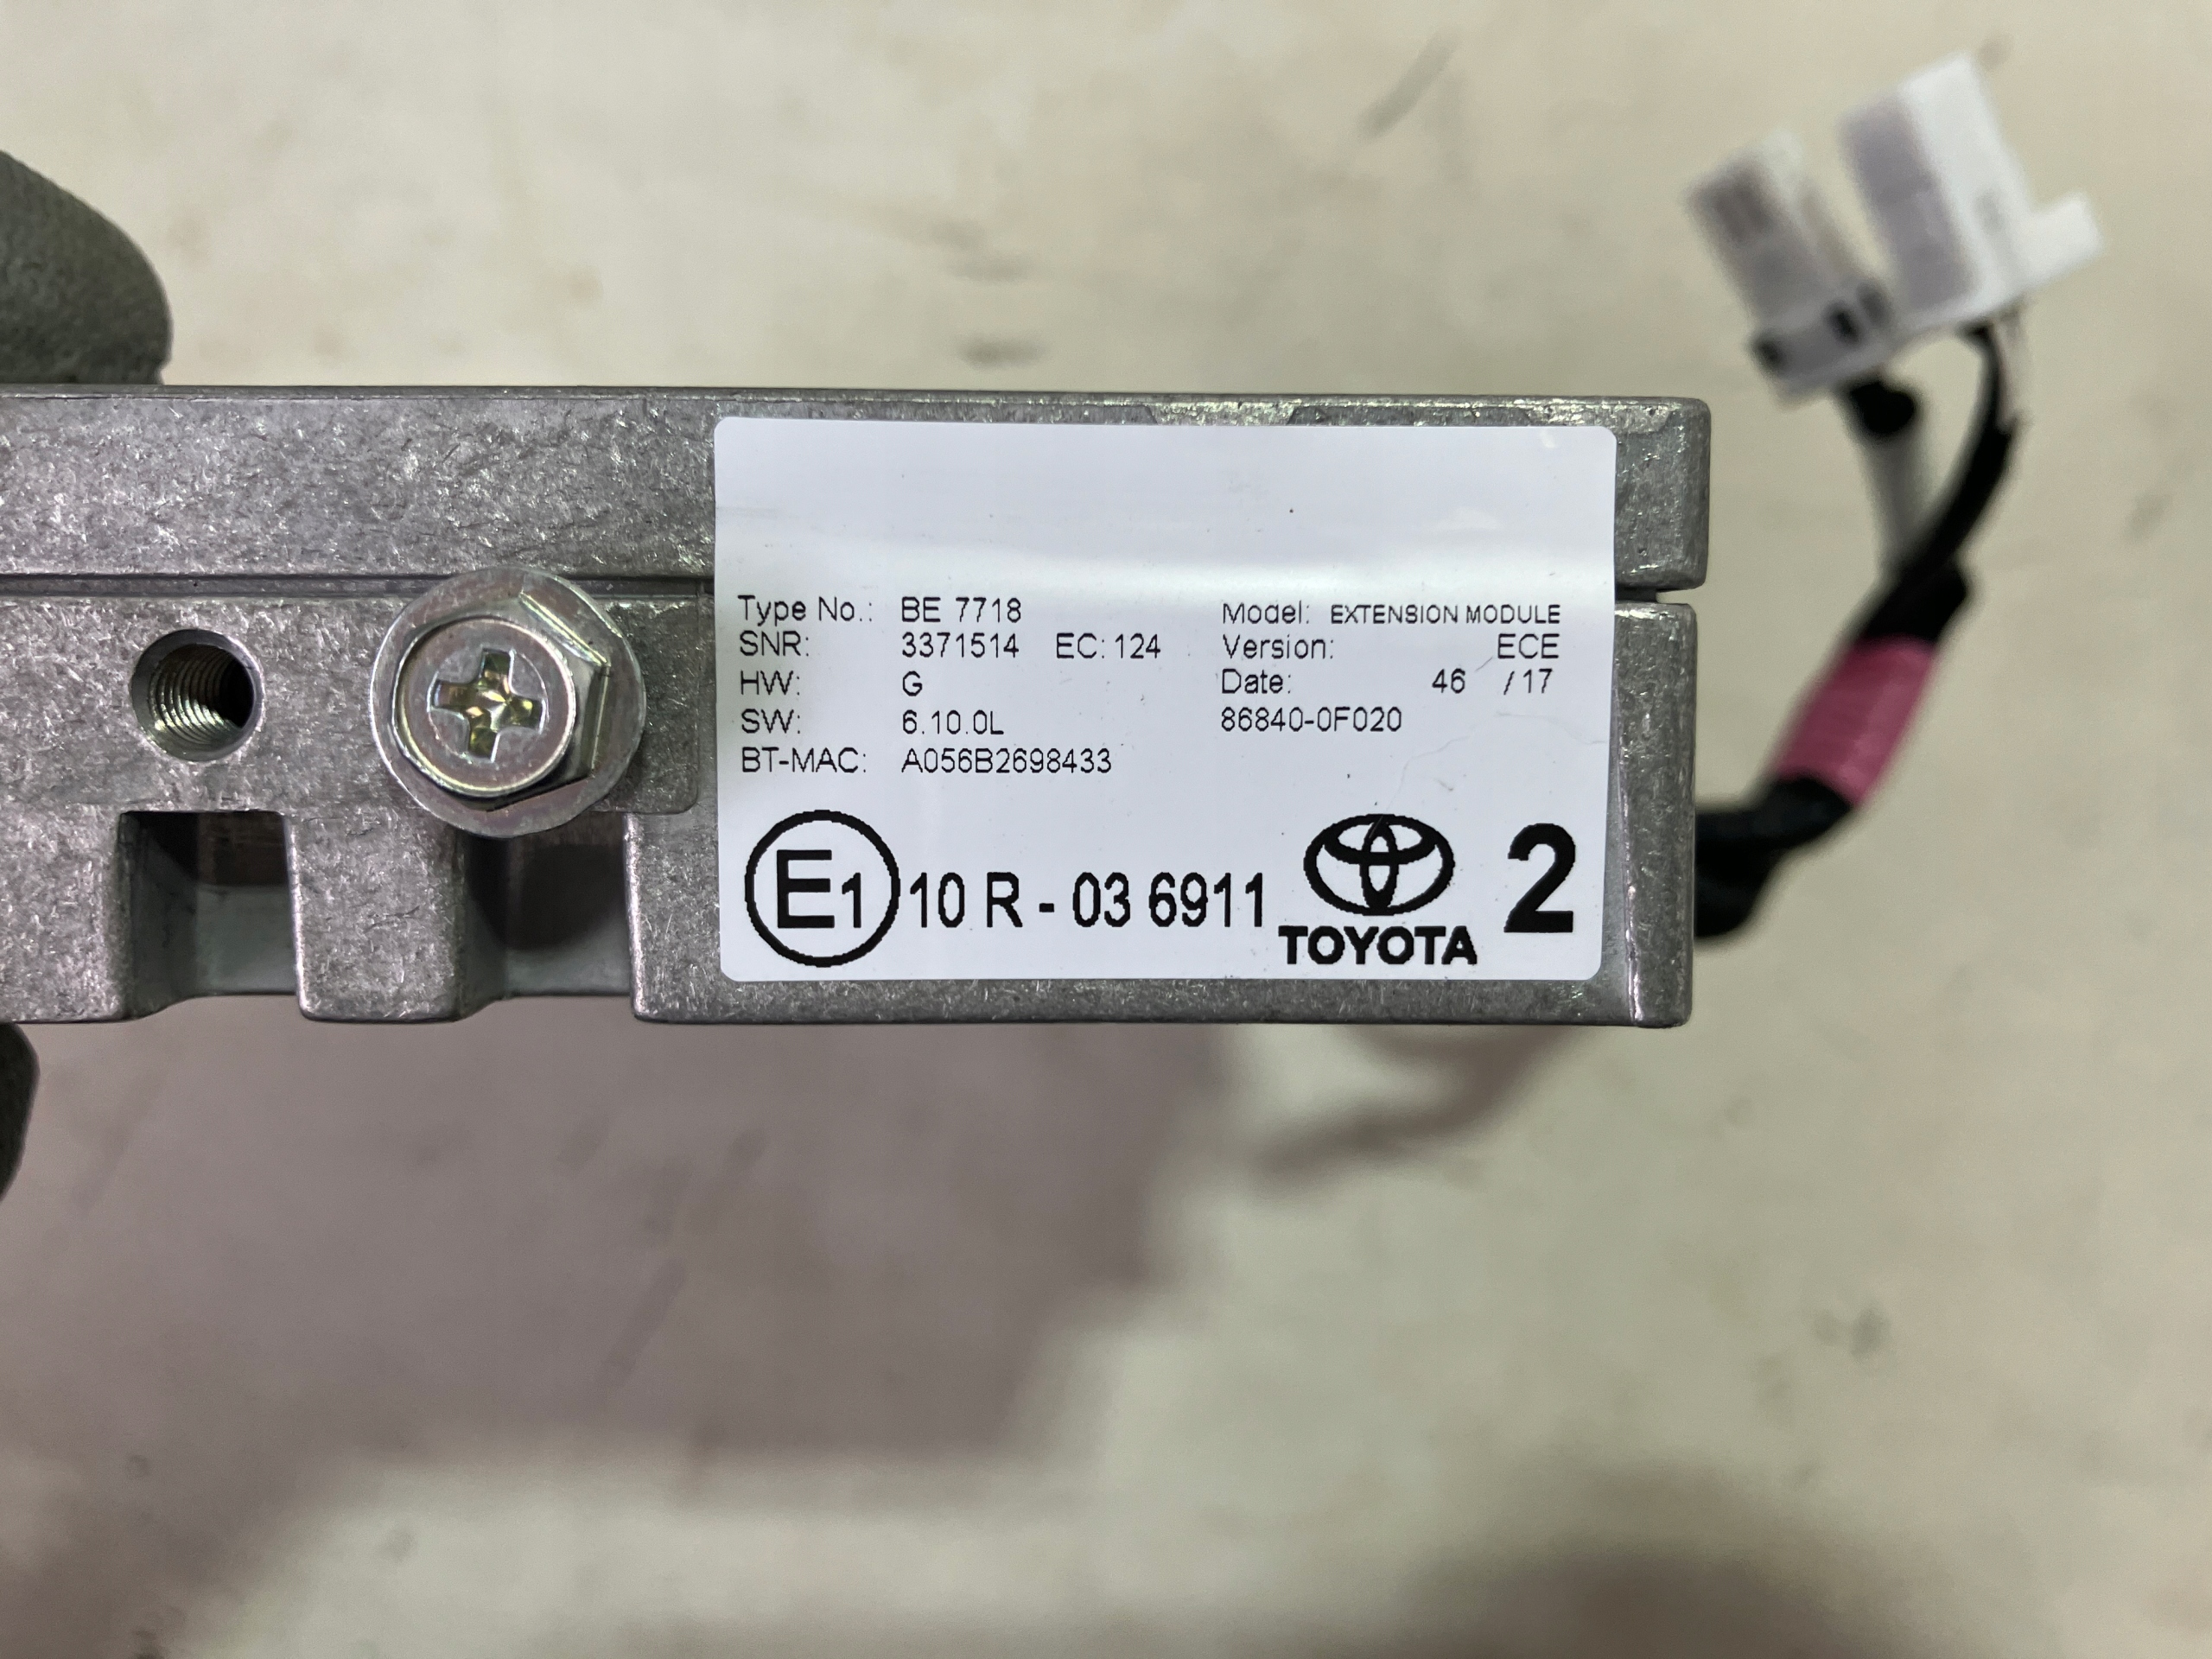 Type No.: BE 7718 Model: EXTENSION MODULE
SNR: 3371514 EC: 124 Version: ECE
HW: G Date: 46 / 17
SW: 6.10.0L 86840-0F020
BT-MAC: A056B2698433
E1 10 R - 03 6911 TOYOTA 2